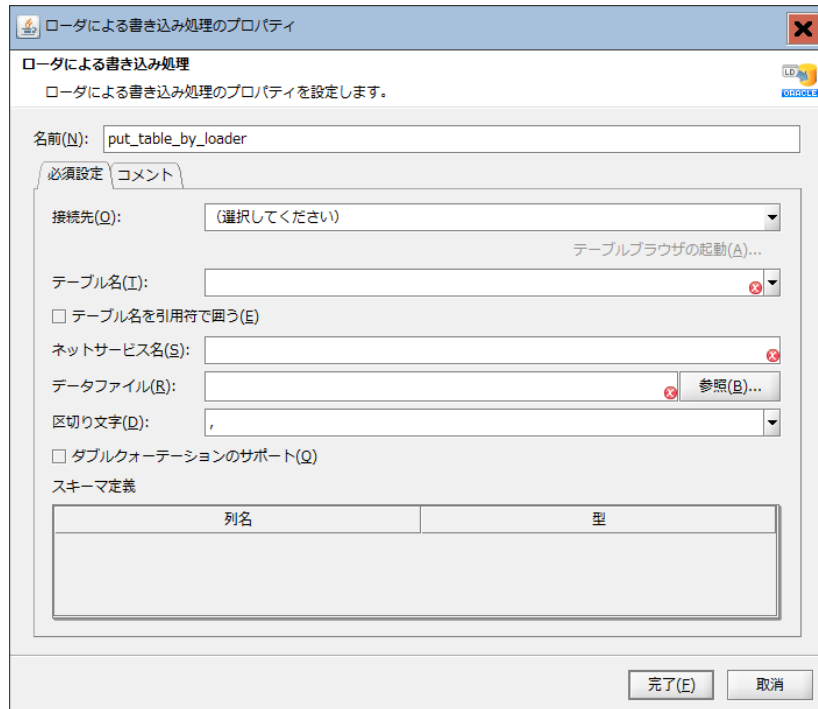 ローダによる書き込み処理のプロパティ
ローダによる書き込み処理
ローダによる書き込み処理のプロパティを設定します。
LD
ORACLE
名前(N): put_table_by_loader
必須設定 コメント
接続先(O): (選択してください)
テーブルブラウザの起動(A)...
テーブル名(T):
テーブル名を引用符で囲う(E)
ネットサービス名(S):
データファイル(R): 参照(B)...
区切り文字(D): ,
ダブルクォーテーションのサポート(Q)
スキーマ定義
列名 型
完了(F) 取消